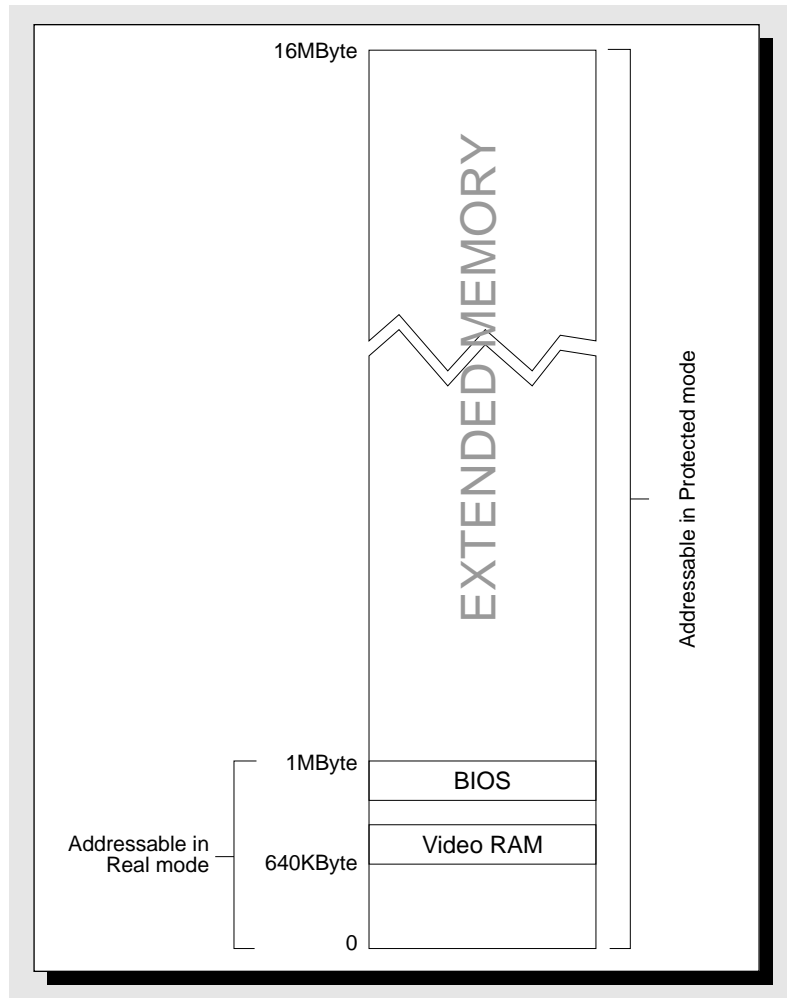 16MByte
EXTENDED MEMORY
Addressable in Protected mode
1MByte
BIOS
Addressable in
Real mode
Video RAM
640KByte
0